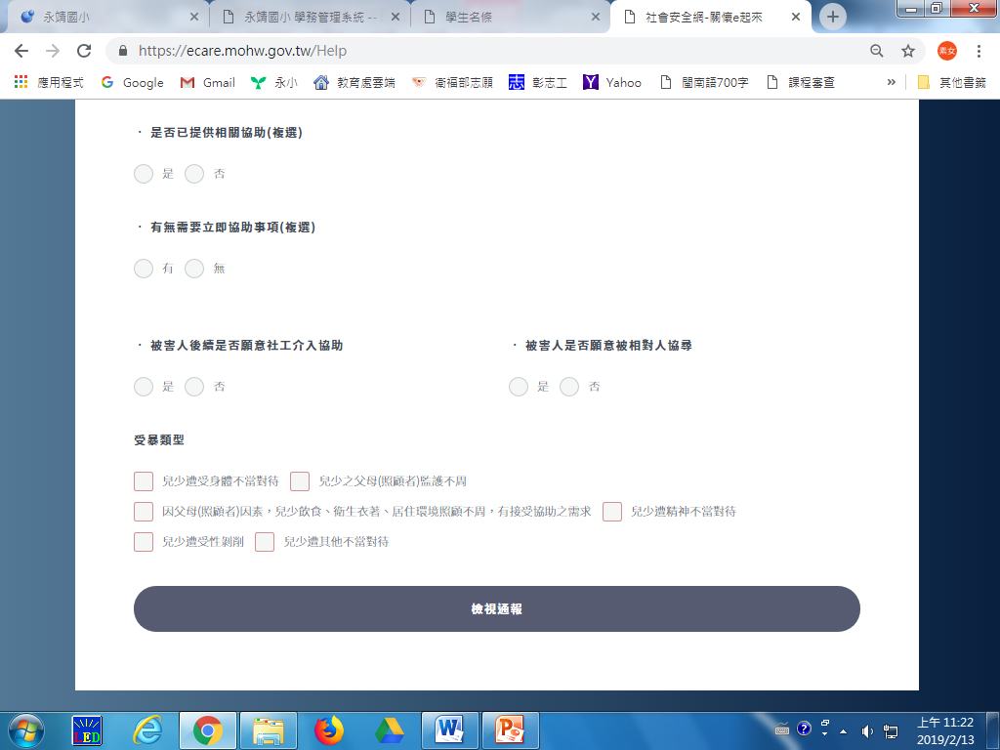 永靖國小
永靖國小 學務管理系統 --
學生名條
社會安全網-關懷e起來
https://ecare.mohw.gov.tw/Help
素女
應用程式
Google
Gmail
永小
教育處雲端
衛福部志願
志 彰志工
Yahoo
閩南語700字
課程審查
»
其他書籤
· 是否已提供相關協助(複選)
是 否
· 有無需要立即協助事項(複選)
有 無
· 被害人後續是否願意社工介入協助
· 被害人是否願意被相對人協尋
是 否
是 否
受暴類型
兒少遭受身體不當對待 兒少之父母(照顧者)監護不周
因父母(照顧者)因素，兒少飲食、衛生衣著、居住環境照顧不周，有接受協助之需求 兒少遭精神不當對待
兒少遭受性剝削 兒少遭其他不當對待
檢視通報
LED
上午 11:22
2019/2/13